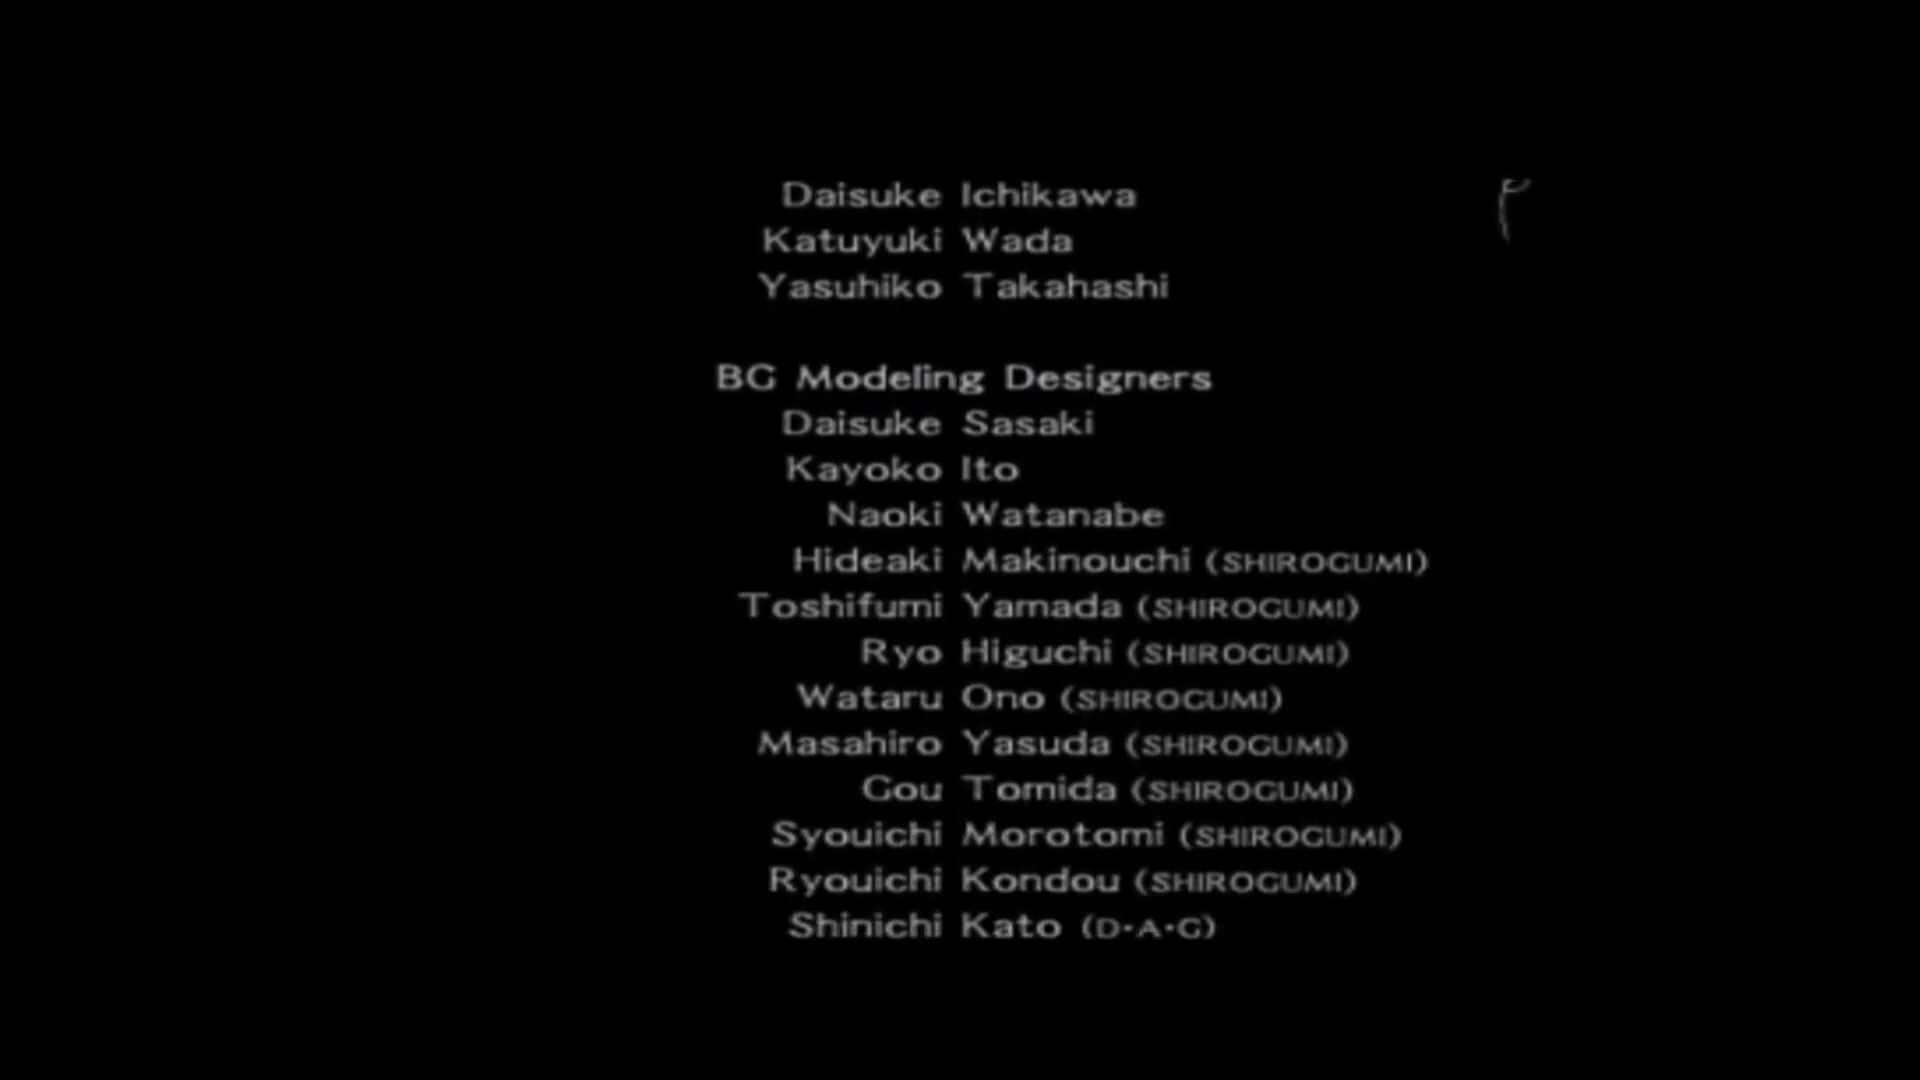 Daisuke Ichikawa
Katuyuki Wada
Yasuhiko Takahashi
BG Modeling Designers
Daisuke Sasaki
Kayoko Ito
Naoki Watanabe
Hideaki Makinouchi (SHIROGUMI)
Toshifumi Yamada (SHIROGUMI)
Ryo Higuchi (SHIROGUMI)
Wataru Ono (SHIROGUMI)
Masahiro Yasuda (SHIROGUMI)
Gou Tomida (SHIROGUMI)
Syouichi Morotomi (SHIROGUMI)
Ryouichi Kondou (SHIROGUMI)
Shinichi Kato (D・A・G)